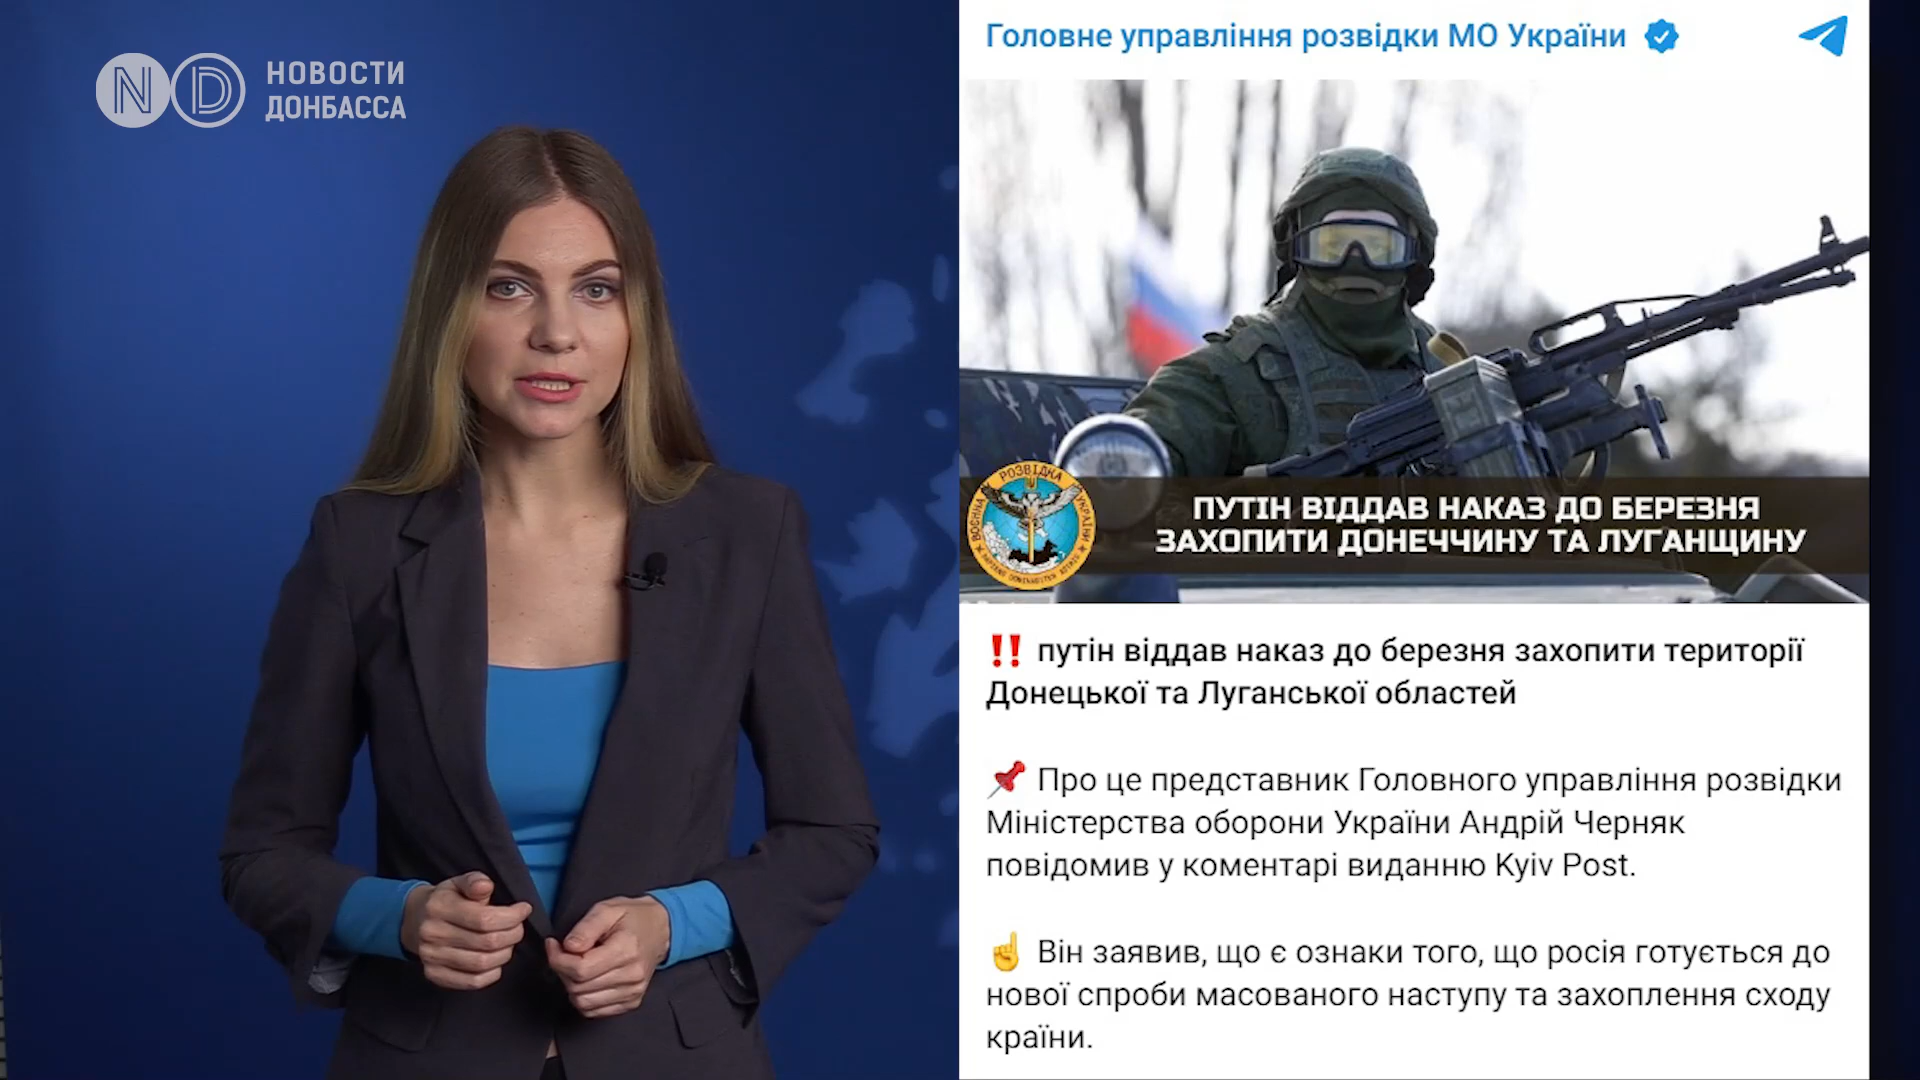 НОВОСТИ
ДОНБАССА
Головне управління розвідки МО України
ПУТІН ВІДДАВ НАКАЗ ДО БЕРЕЗНЯ
ЗАХОПИТИ ДОНЕЧЧИНУ ТА ЛУГАНЩИНУ
ВОЄННА РОЗВІДКА УКРАЇНИ
‼ путін віддав наказ до березня захопити території
Донецької та Луганської областей
📌 Про це представник Головного управління розвідки
Міністерства оборони України Андрій Черняк
повідомив у коментарі виданню Kyiv Post.
☝ Він заявив, що є ознаки того, що росія готується до
нової спроби масованого наступу та захоплення сходу
країни.